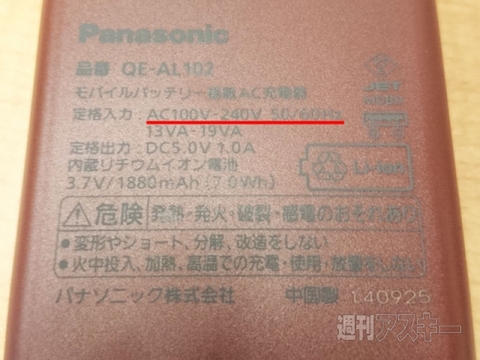 Panasonic
品番 QE-AL102
モバイルバッテリー搭載AC充電器
定格入力: AC100V-240V 50/60Hz
13VA-19VA
定格出力: DC5.0V 1.0A
内蔵リチウムイオン電池
3.7V/1880mAh(7.0Wh)
Li-ion
⚠危険 発熱・発火・破裂・感電のおそれあり
●変形やショート、分解、改造をしない
●火中投入、加熱、高温での充電・使用・放置をしない
パナソニック株式会社 中国製 140925
週刊アスキー